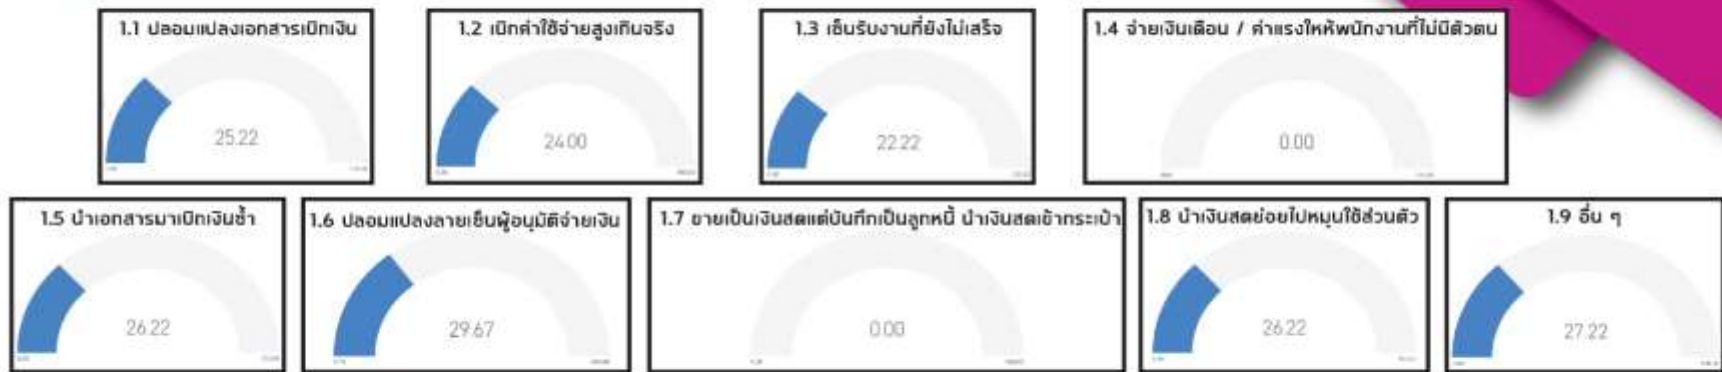 1.1 ปลอมแปลงเอกสารเบิกเงิน
25.22
1.2 เบิกค่าใช้จ่ายสูงเกินจริง
24.00
1.3 เซ็นรับงานที่ยังไม่เสร็จ
22.22
1.4 จ่ายเงินเดือน / ค่าแรงให้พนักงานที่ไม่มีตัวตน
0.00
1.5 นำเอกสารมาเบิกเงินซ้ำ
26.22
1.6 ปลอมแปลงลายเซ็นผู้อนุมัติจ่ายเงิน
29.67
1.7 ขายเป็นเงินสดแต่บันทึกเป็นลูกหนี้ นำเงินสดเข้ากระเป๋า
0.00
1.8 นำเงินสดย่อยไปหมุนใช้ส่วนตัว
26.22
1.9 อื่น ๆ
27.22